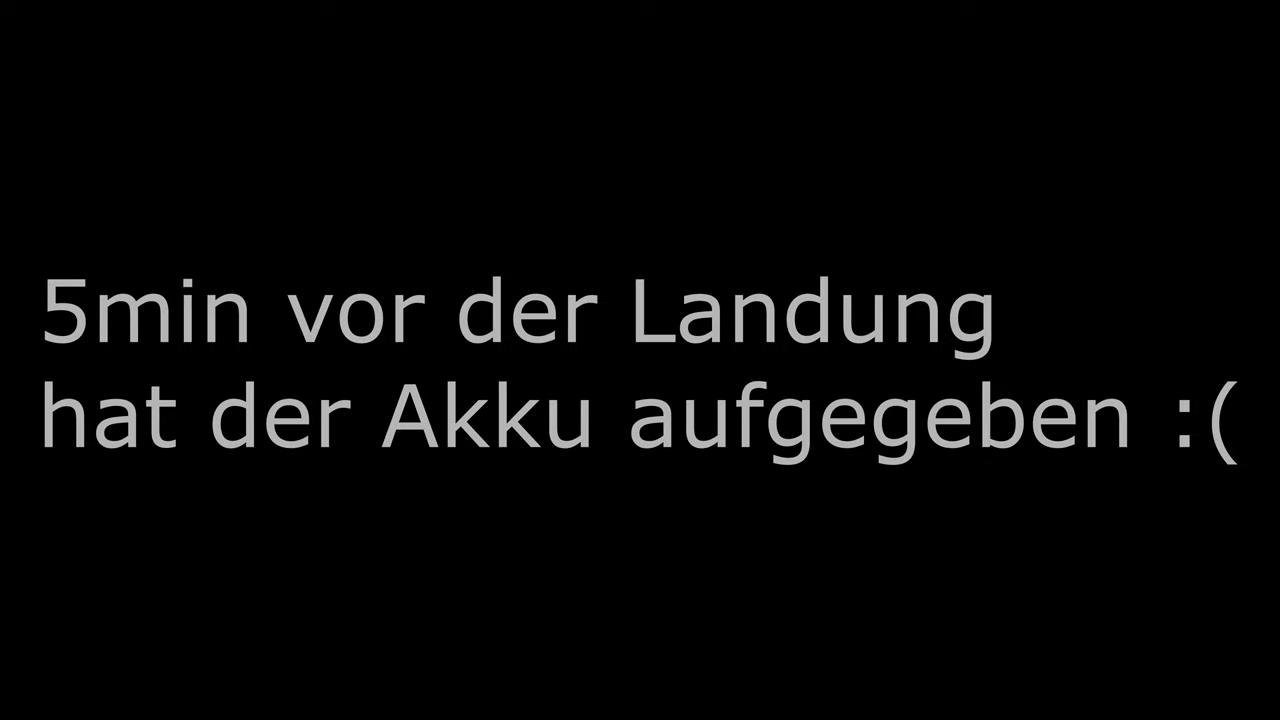 5min vor der Landung
hat der Akku aufgegeben :(